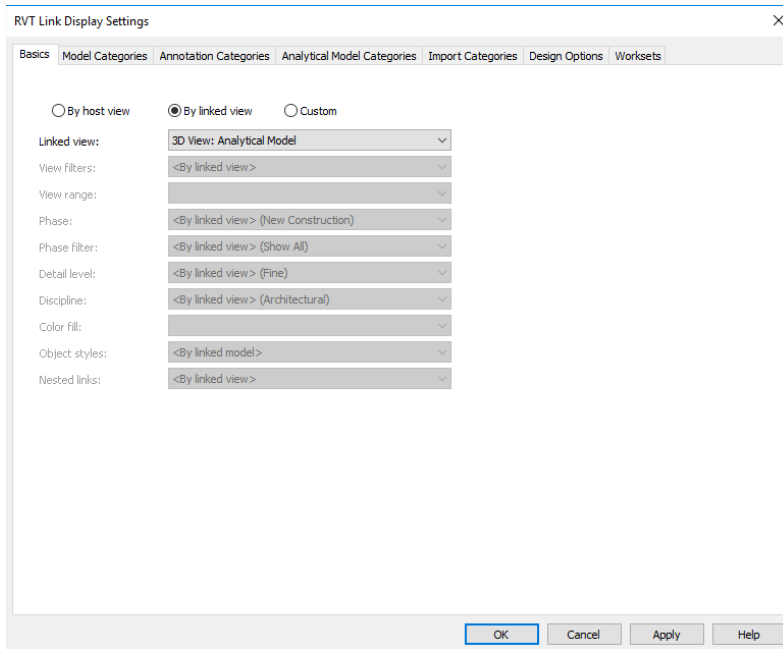 RVT Link Display Settings
Basics Model Categories Annotation Categories Analytical Model Categories Import Categories Design Options Worksets
By host view By linked view Custom
Linked view: 3D View: Analytical Model
View filters: <By linked view>
View range:
Phase: <By linked view> (New Construction)
Phase filter: <By linked view> (Show All)
Detail level: <By linked view> (Fine)
Discipline: <By linked view> (Architectural)
Color fill:
Object styles: <By linked model>
Nested links: <By linked view>
OK Cancel Apply Help